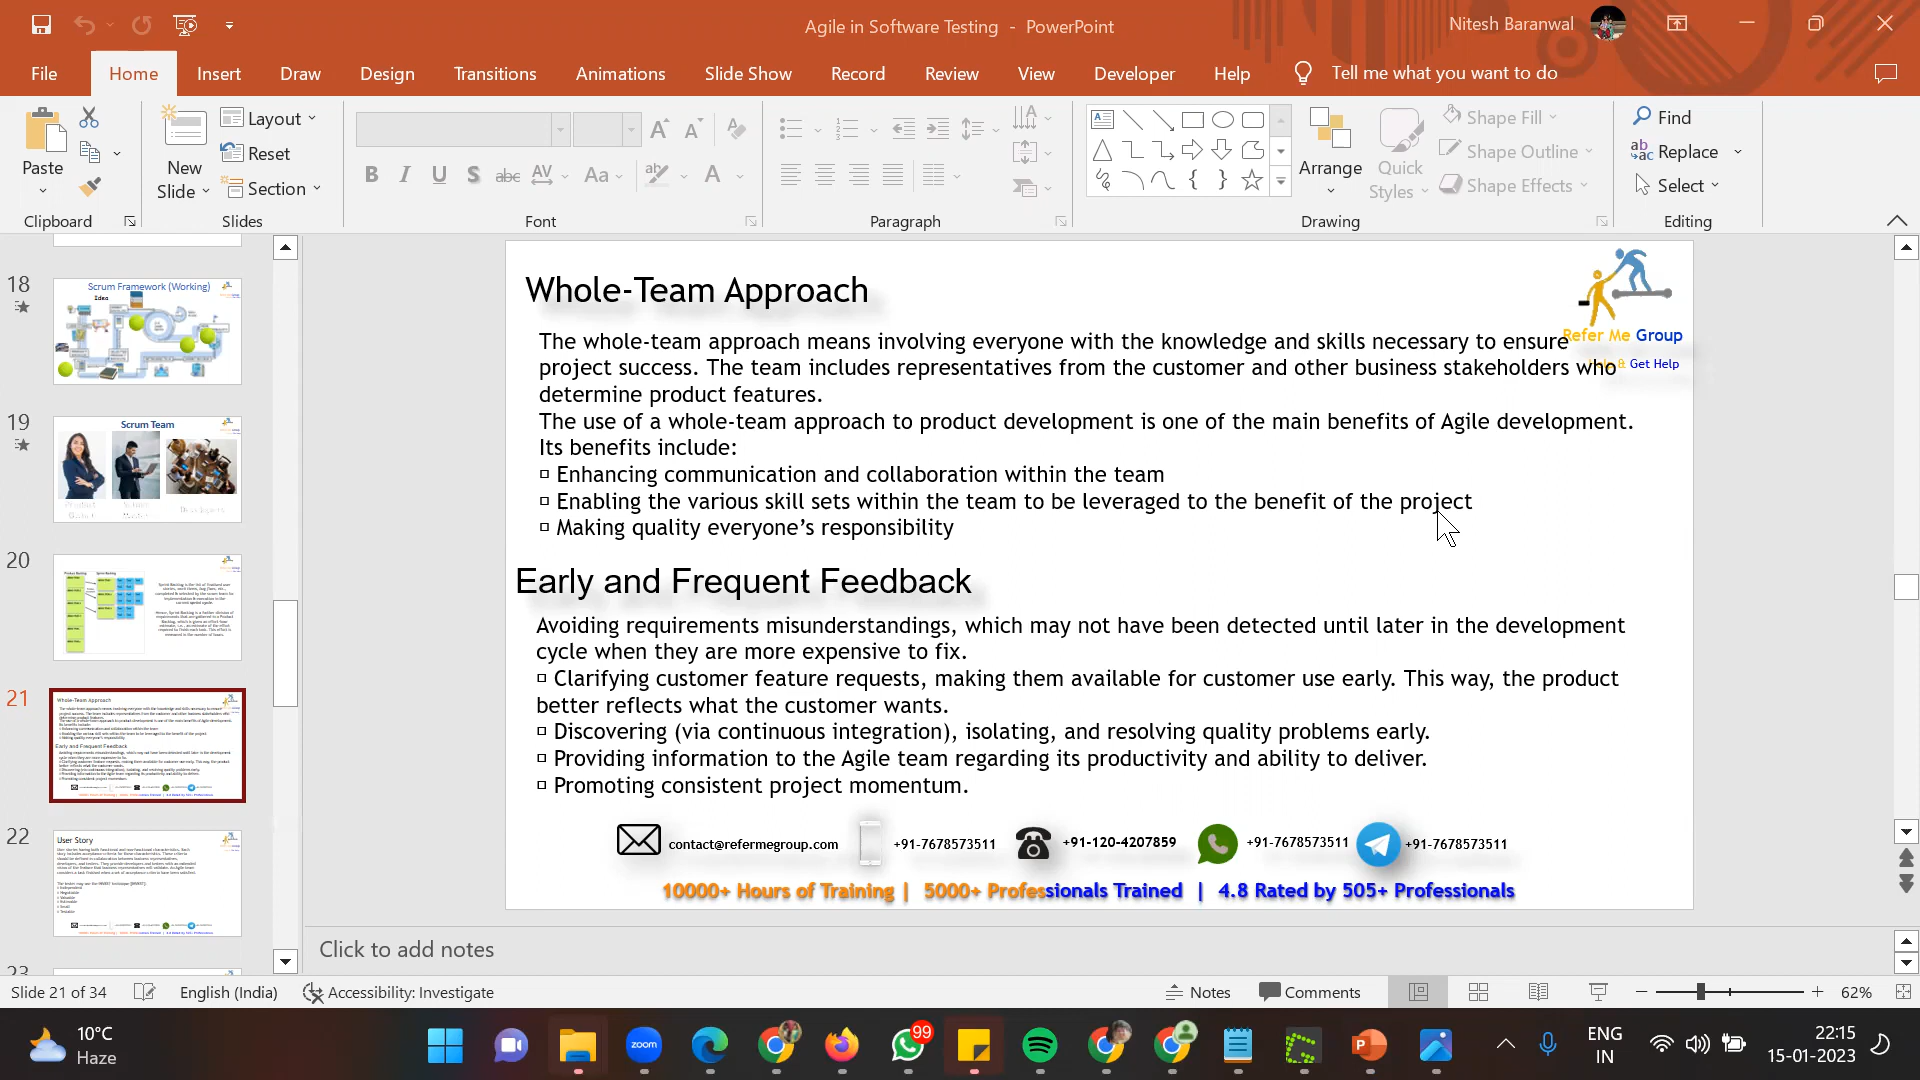 Agile in Software Testing - PowerPoint
Nitesh Baranwal
File Home Insert Draw Design Transitions Animations Slide Show Record Review View Developer Help Tell me what you want to do
Paste
New Slide
Layout
Reset
Section
Arrange
Quick Styles
Shape Fill
Shape Outline
Shape Effects
Find
Replace
Select
Clipboard Slides Font Paragraph Drawing Editing
18
Scrum Framework (Working)
Idea
19
Scrum Team
20
21
22
User Story
23
Whole-Team Approach
Refer Me Group
& Get Help
The whole-team approach means involving everyone with the knowledge and skills necessary to ensure
project success. The team includes representatives from the customer and other business stakeholders who
determine product features.
The use of a whole-team approach to product development is one of the main benefits of Agile development.
Its benefits include:
▫ Enhancing communication and collaboration within the team
▫ Enabling the various skill sets within the team to be leveraged to the benefit of the project
▫ Making quality everyone’s responsibility
Early and Frequent Feedback
Avoiding requirements misunderstandings, which may not have been detected until later in the development
cycle when they are more expensive to fix.
▫ Clarifying customer feature requests, making them available for customer use early. This way, the product
better reflects what the customer wants.
▫ Discovering (via continuous integration), isolating, and resolving quality problems early.
▫ Providing information to the Agile team regarding its productivity and ability to deliver.
▫ Promoting consistent project momentum.
contact@refermegroup.com +91-7678573511 +91-120-4207859 +91-7678573511 +91-7678573511
10000+ Hours of Training | 5000+ Professionals Trained | 4.8 Rated by 505+ Professionals
Click to add notes
Slide 21 of 34 English (India) Accessibility: Investigate Notes Comments 62%
10°C
Haze
zoom
99
ENG
IN
22:15
15-01-2023